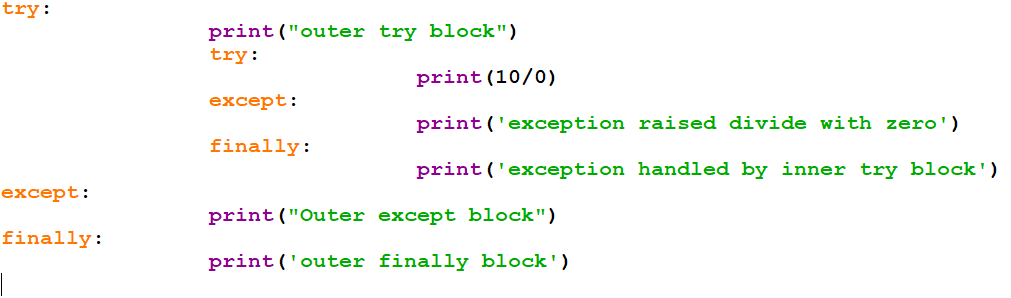 try:
print("outer try block")
try:
print(10/0)
except:
print('exception raised divide with zero')
finally:
print('exception handled by inner try block')
except:
print("Outer except block")
finally:
print('outer finally block')